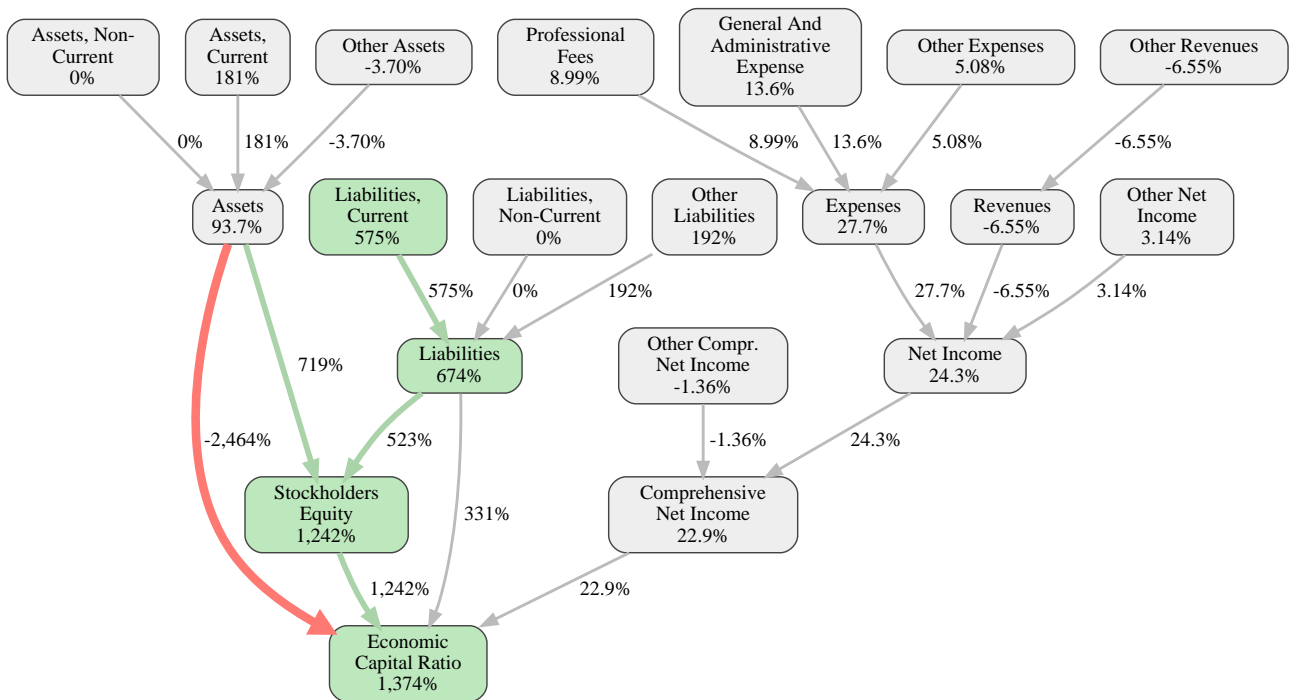 Assets, Non-
Current
0%
Assets,
Current
181%
Other Assets
-3.70%
Professional
Fees
8.99%
General And
Administrative
Expense
13.6%
Other Expenses
5.08%
Other Revenues
-6.55%
0%
181%
-3.70%
8.99%
13.6%
5.08%
-6.55%
Assets
93.7%
Liabilities,
Current
575%
Liabilities,
Non-Current
0%
Other
Liabilities
192%
Expenses
27.7%
Revenues
-6.55%
Other Net
Income
3.14%
575%
0%
192%
27.7%
-6.55%
3.14%
719%
Liabilities
674%
Other Compr.
Net Income
-1.36%
Net Income
24.3%
-2,464%
523%
-1.36%
24.3%
Stockholders
Equity
1,242%
331%
Comprehensive
Net Income
22.9%
1,242%
22.9%
Economic
Capital Ratio
1,374%